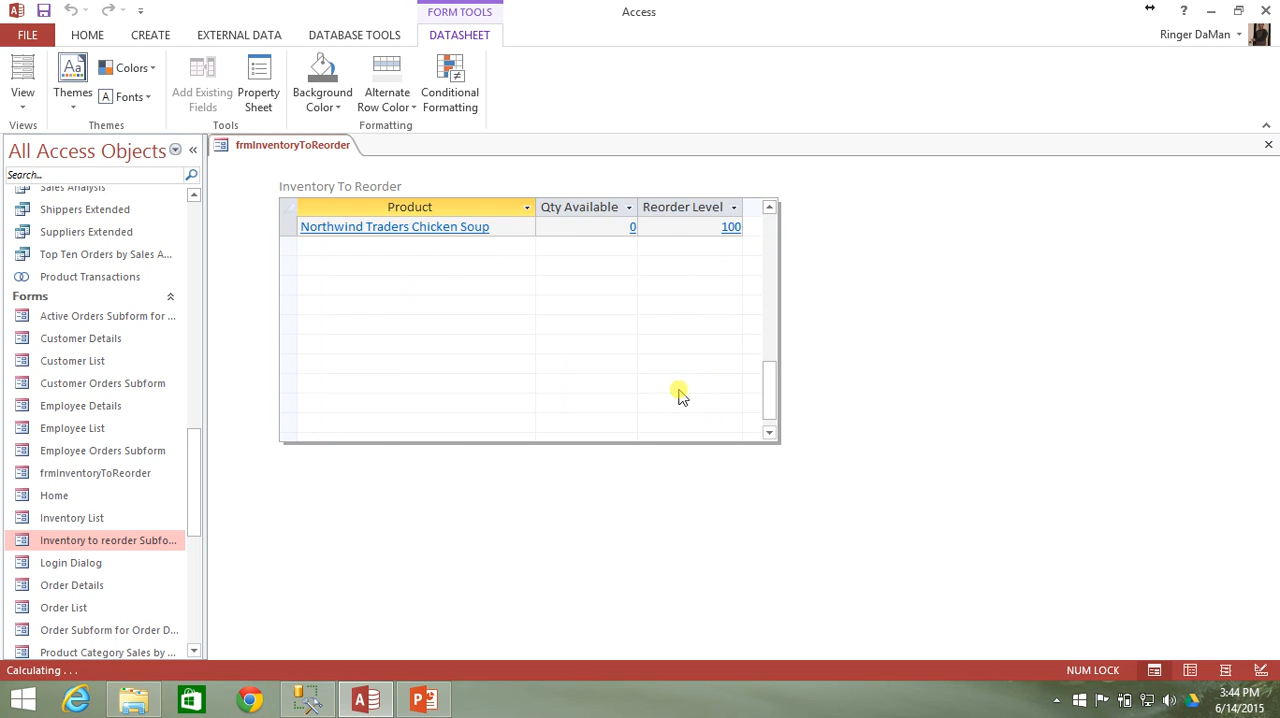 FORM TOOLS
Access
?
FILE
HOME
CREATE
EXTERNAL DATA
DATABASE TOOLS
DATASHEET
Ringer DaMan
View
Aa
Themes
Colors
A Fonts
Add Existing Fields
Property Sheet
Background Color
Alternate Row Color
Conditional Formatting
Views
Themes
Tools
Formatting
All Access Objects
Search...
Sales Analysis
Shippers Extended
Suppliers Extended
Top Ten Orders by Sales A...
Product Transactions
Forms
Active Orders Subform for ...
Customer Details
Customer List
Customer Orders Subform
Employee Details
Employee List
Employee Orders Subform
frmInventoryToReorder
Home
Inventory List
Inventory to reorder Subfo...
Login Dialog
Order Details
Order List
Order Subform for Order D...
Product Category Sales by ...
frmInventoryToReorder
Inventory To Reorder
Product Qty Available Reorder Level
Northwind Traders Chicken Soup 0 100
Calculating . . .
NUM LOCK
3:44 PM
6/14/2015